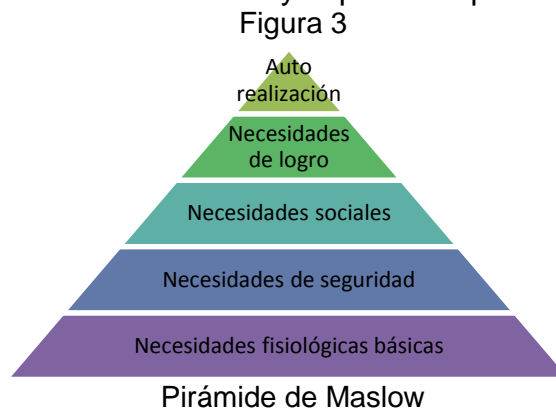 Figura 3
Auto
realización
Necesidades
de logro
Necesidades sociales
Necesidades de seguridad
Necesidades fisiológicas básicas
Pirámide de Maslow